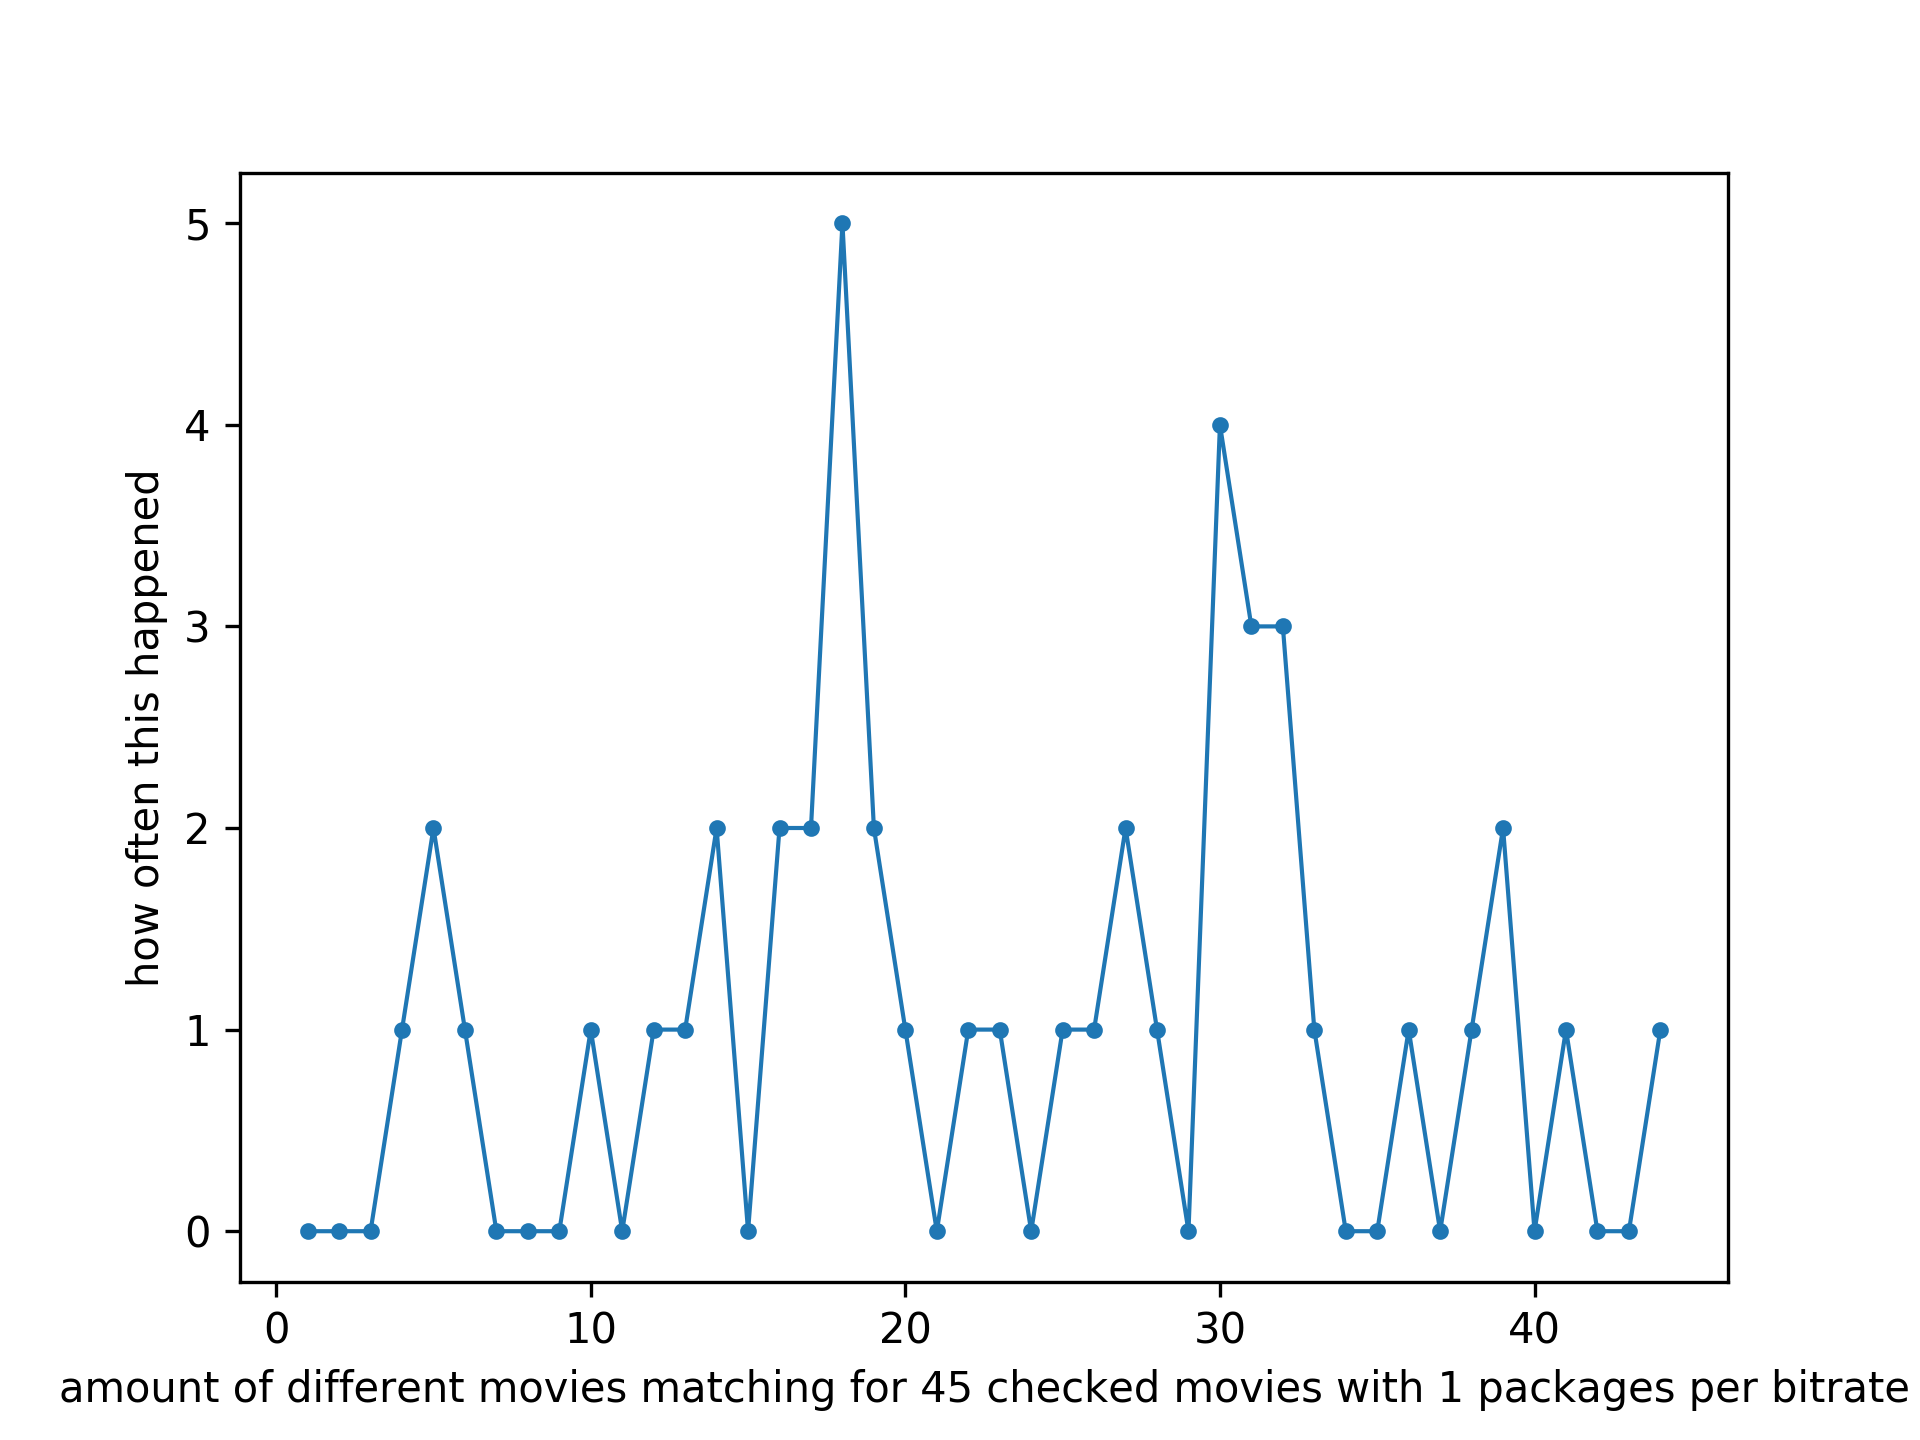 5
4
3
2
1
0
how often this happened
0 10 20 30 40
amount of different movies matching for 45 checked movies with 1 packages per bitrate